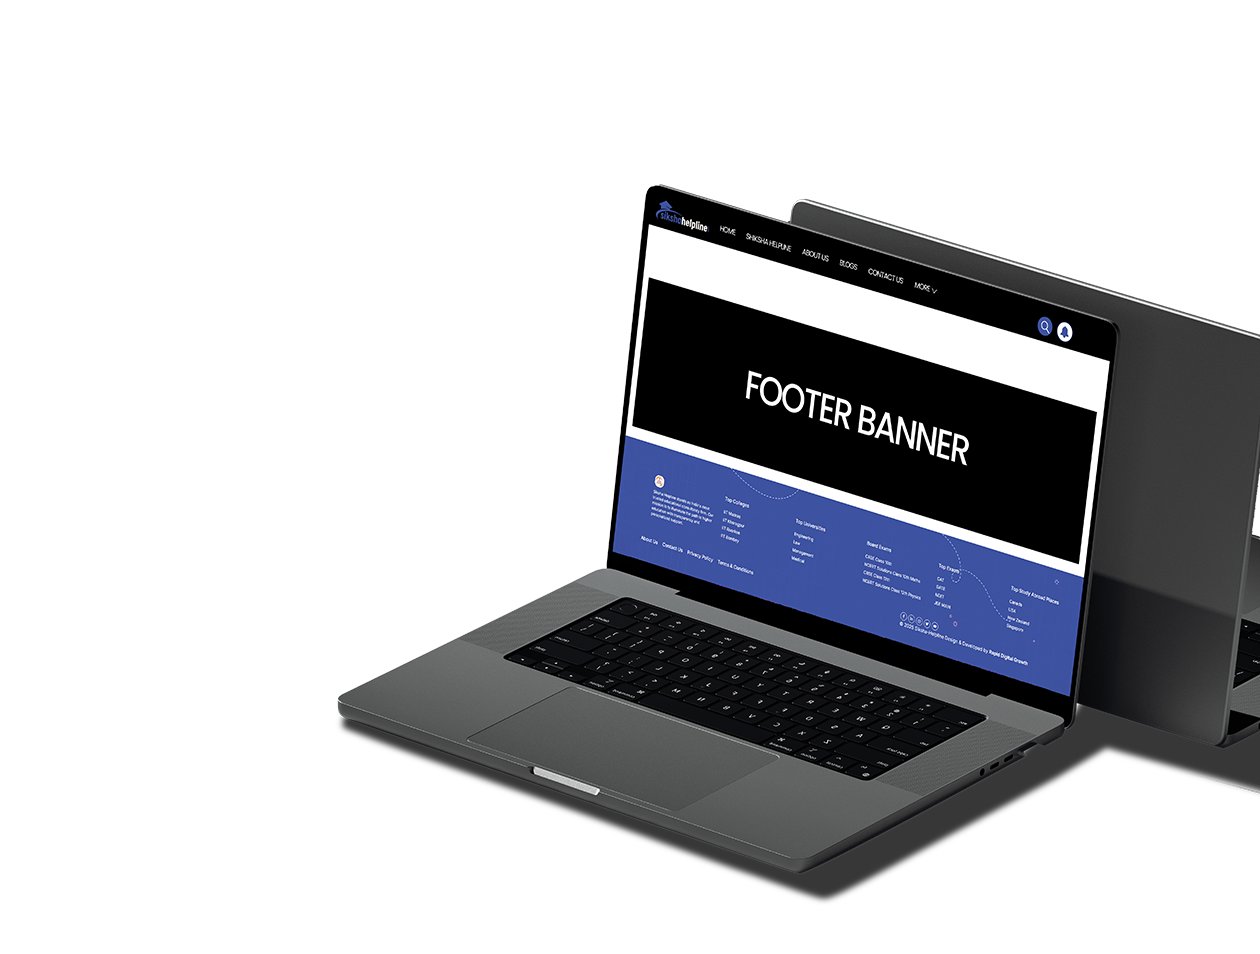 sikshahelpline
HOME SHIKSHA HELPLINE ABOUT US BLOGS CONTACT US MORE
FOOTER BANNER
Top Colleges
IIT Madras
IIT Kharagpur
IIT Roorkee
IIT Bombay
Top Universities
Engineering
Law
Management
Medical
Board Exams
CBSE Class 10th
NCERT Solutions Class 12th Maths
CBSE Class 12th
NCERT Solutions Class 12th Physics
Top Exams
CAT
GATE
NEET
JEE MAIN
Top Study Abroad Places
Canada
USA
New Zealand
Singapore
About Us Contact Us Privacy Policy Terms & Conditions
© 2025 Siksha-Helpline Design & Developed by Rapid Digital Growth